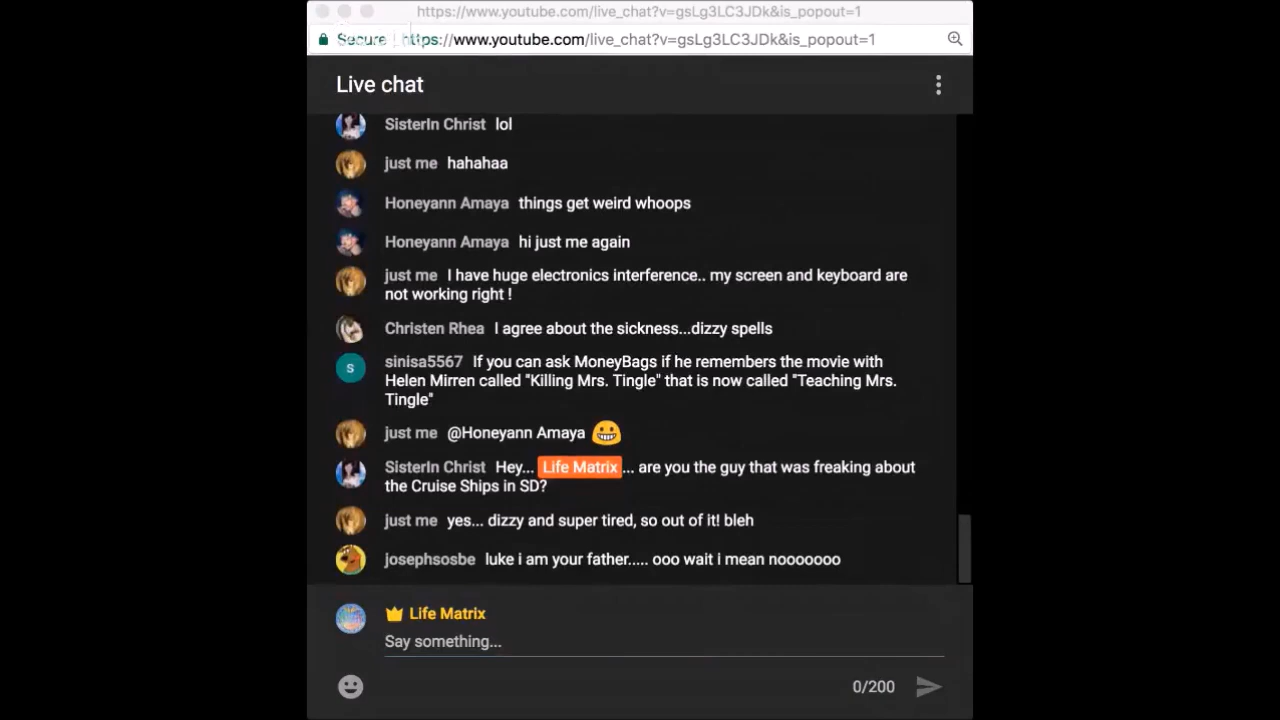 https://www.youtube.com/live_chat?v=gsLg3LC3JDk&is_popout=1
Secure https://www.youtube.com/live_chat?v=gsLg3LC3JDk&is_popout=1
Live chat
SisterIn Christ lol
just me hahahaa
Honeyann Amaya things get weird whoops
Honeyann Amaya hi just me again
just me I have huge electronics interference.. my screen and keyboard are
not working right !
Christen Rhea I agree about the sickness...dizzy spells
S
sinisa5567 If you can ask MoneyBags if he remembers the movie with
Helen Mirren called "Killing Mrs. Tingle" that is now called "Teaching Mrs.
Tingle"
just me @Honeyann Amaya 😀
SisterIn Christ Hey... Life Matrix ... are you the guy that was freaking about
the Cruise Ships in SD?
just me yes... dizzy and super tired, so out of it! bleh
josephsosbe luke i am your father..... ooo wait i mean nooooooo
Life Matrix
Say something...
0/200